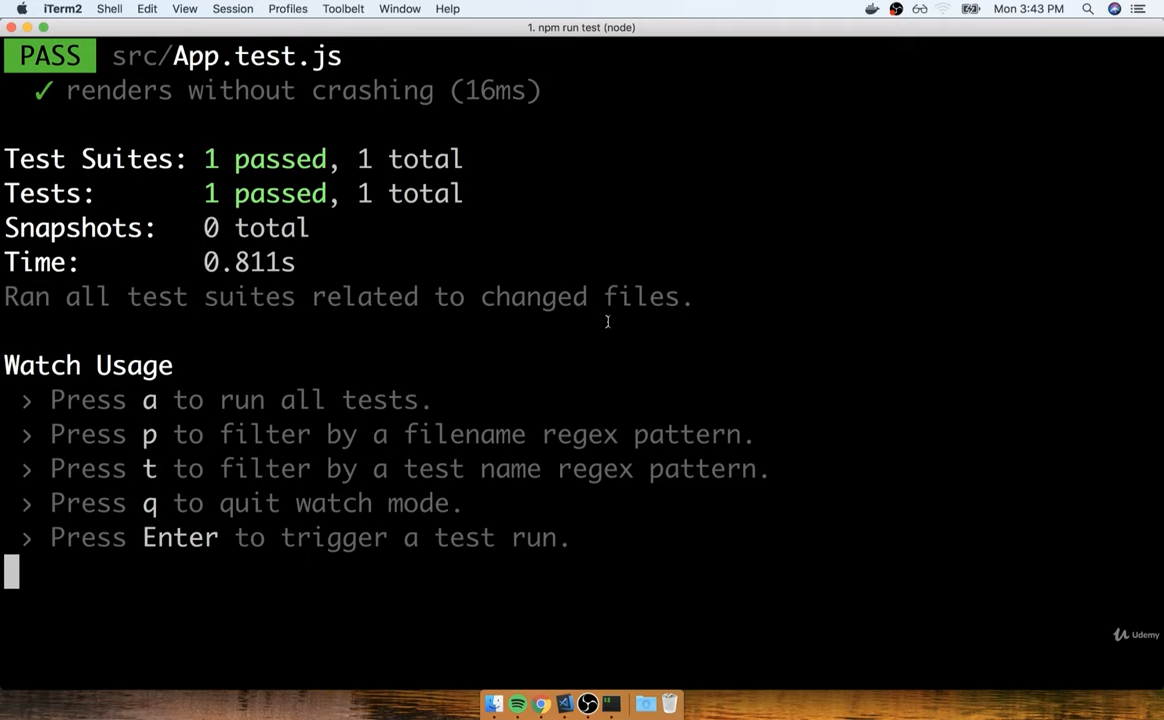 iTerm2 Shell Edit View Session Profiles Toolbelt Window Help Mon 3:43 PM
1. npm run test (node)
PASS src/App.test.js
✓ renders without crashing (16ms)
Test Suites: 1 passed, 1 total
Tests: 1 passed, 1 total
Snapshots: 0 total
Time: 0.811s
Ran all test suites related to changed files.
Watch Usage
› Press a to run all tests.
› Press p to filter by a filename regex pattern.
› Press t to filter by a test name regex pattern.
› Press q to quit watch mode.
› Press Enter to trigger a test run.
Udemy